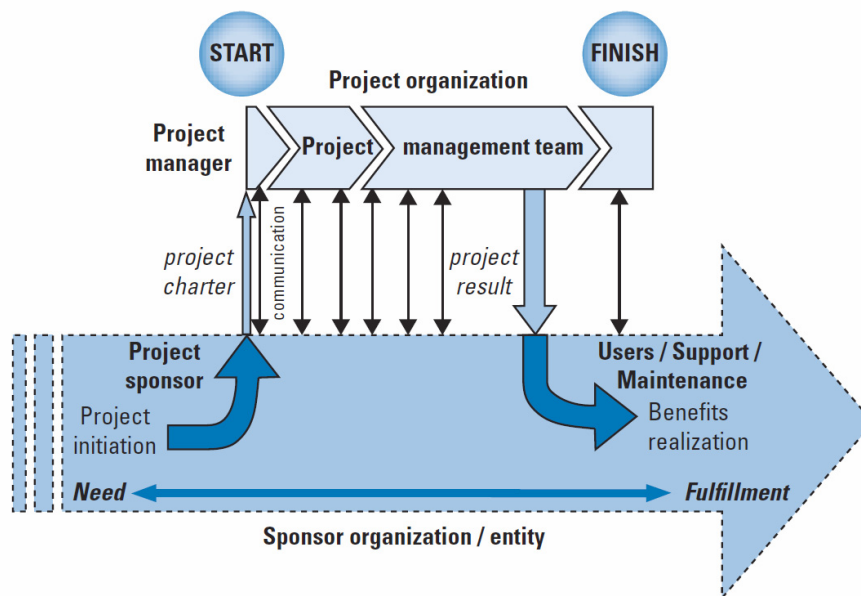 START
FINISH
Project organization
Project
manager
Project
management team
project
charter
communication
project
result
Project
sponsor
Project
initiation
Users / Support /
Maintenance
Benefits
realization
Need
Fulfillment
Sponsor organization / entity